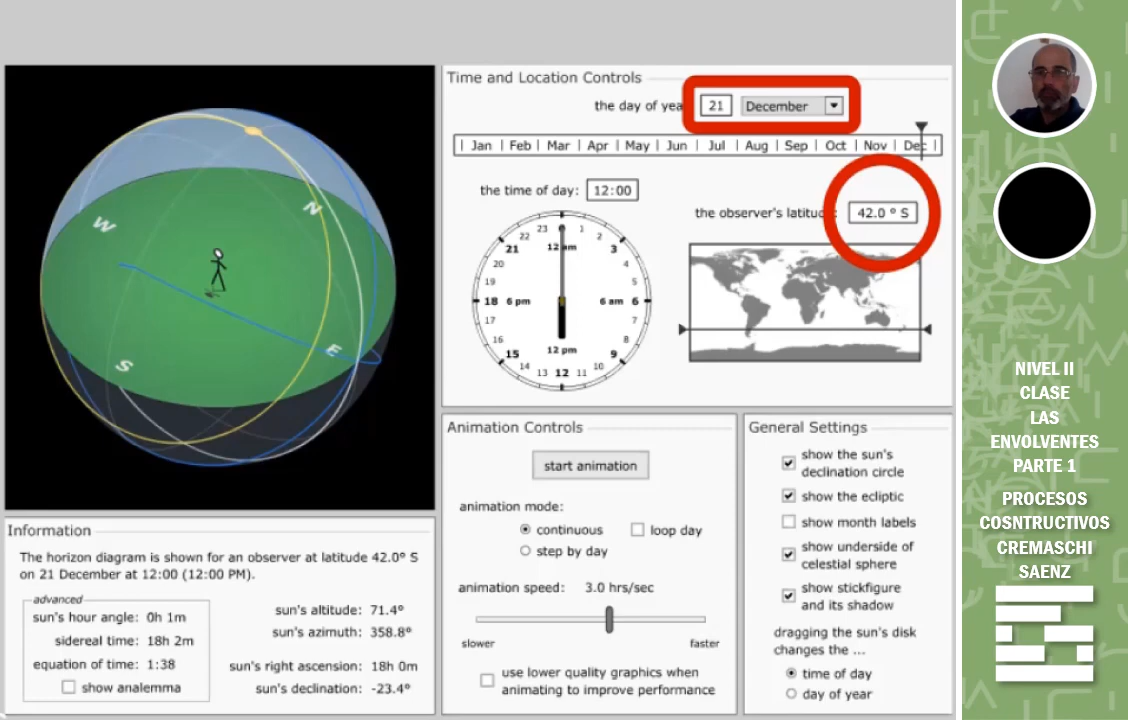 Time and Location Controls
the day of yea
21
December
Jan Feb Mar Apr May Jun Jul Aug Sep Oct Nov Dec
the time of day: 12:00
the observer's latitud : 42.0 ° S
23 1
22 2
21 12 am 3
20 4
19 5
18 6 pm 6 am 6
17 7
16 8
15 12 pm 9
14 10
13 12 11
W
N
E
S
Animation Controls
start animation
animation mode:
continuous
loop day
step by day
animation speed: 3.0 hrs/sec
slower faster
use lower quality graphics when
animating to improve performance
General Settings
show the sun's
declination circle
show the ecliptic
show month labels
show underside of
celestial sphere
show stickfigure
and its shadow
dragging the sun's disk
changes the ...
time of day
day of year
Information
The horizon diagram is shown for an observer at latitude 42.0° S
on 21 December at 12:00 (12:00 PM).
advanced
sun's hour angle: 0h 1m
sidereal time: 18h 2m
equation of time: 1:38
show analemma
sun's altitude: 71.4°
sun's azimuth: 358.8°
sun's right ascension: 18h 0m
sun's declination: -23.4°
NIVEL II
CLASE
LAS
ENVOLVENTES
PARTE 1
PROCESOS
COSNTRUCTIVOS
CREMASCHI
SAENZ